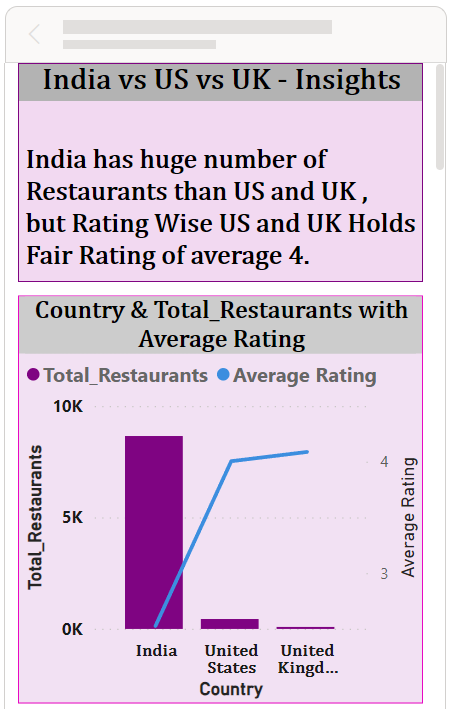 India vs US vs UK - Insights
India has huge number of
Restaurants than US and UK ,
but Rating Wise US and UK Holds
Fair Rating of average 4.
Country & Total_Restaurants with
Average Rating
Total_Restaurants Average Rating
10K
5K
0K
Total_Restaurants
4
3
Average Rating
India
United
States
United
Kingd...
Country